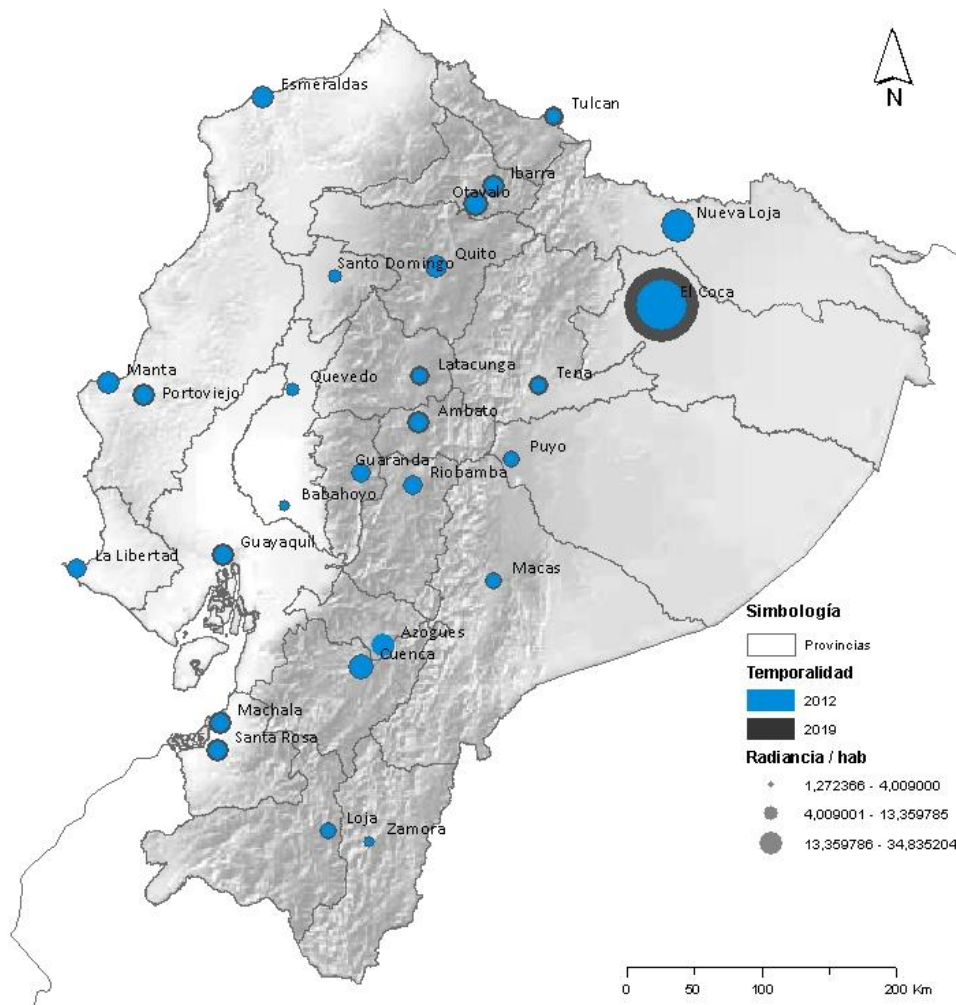 N
Esmeraldas
Tulcan
Ibarra
Otavalo
Nueva Loja
Quito
Santo Domingo
El Coca
Manta
Portoviejo
Quevedo
Latacunga
Tena
Ambato
Puyo
Guaranda
Riobamba
Babahoyo
Guayaquil
La Libertad
Macas
Azogues
Cuenca
Machala
Santa Rosa
Loja
Zamora
Simbología
Provincias
Temporalidad
2012
2019
Radiancia / hab
1,272366 - 4,009000
4,009001 - 13,359785
13,359786 - 34,835204
0 50 100 200 Km